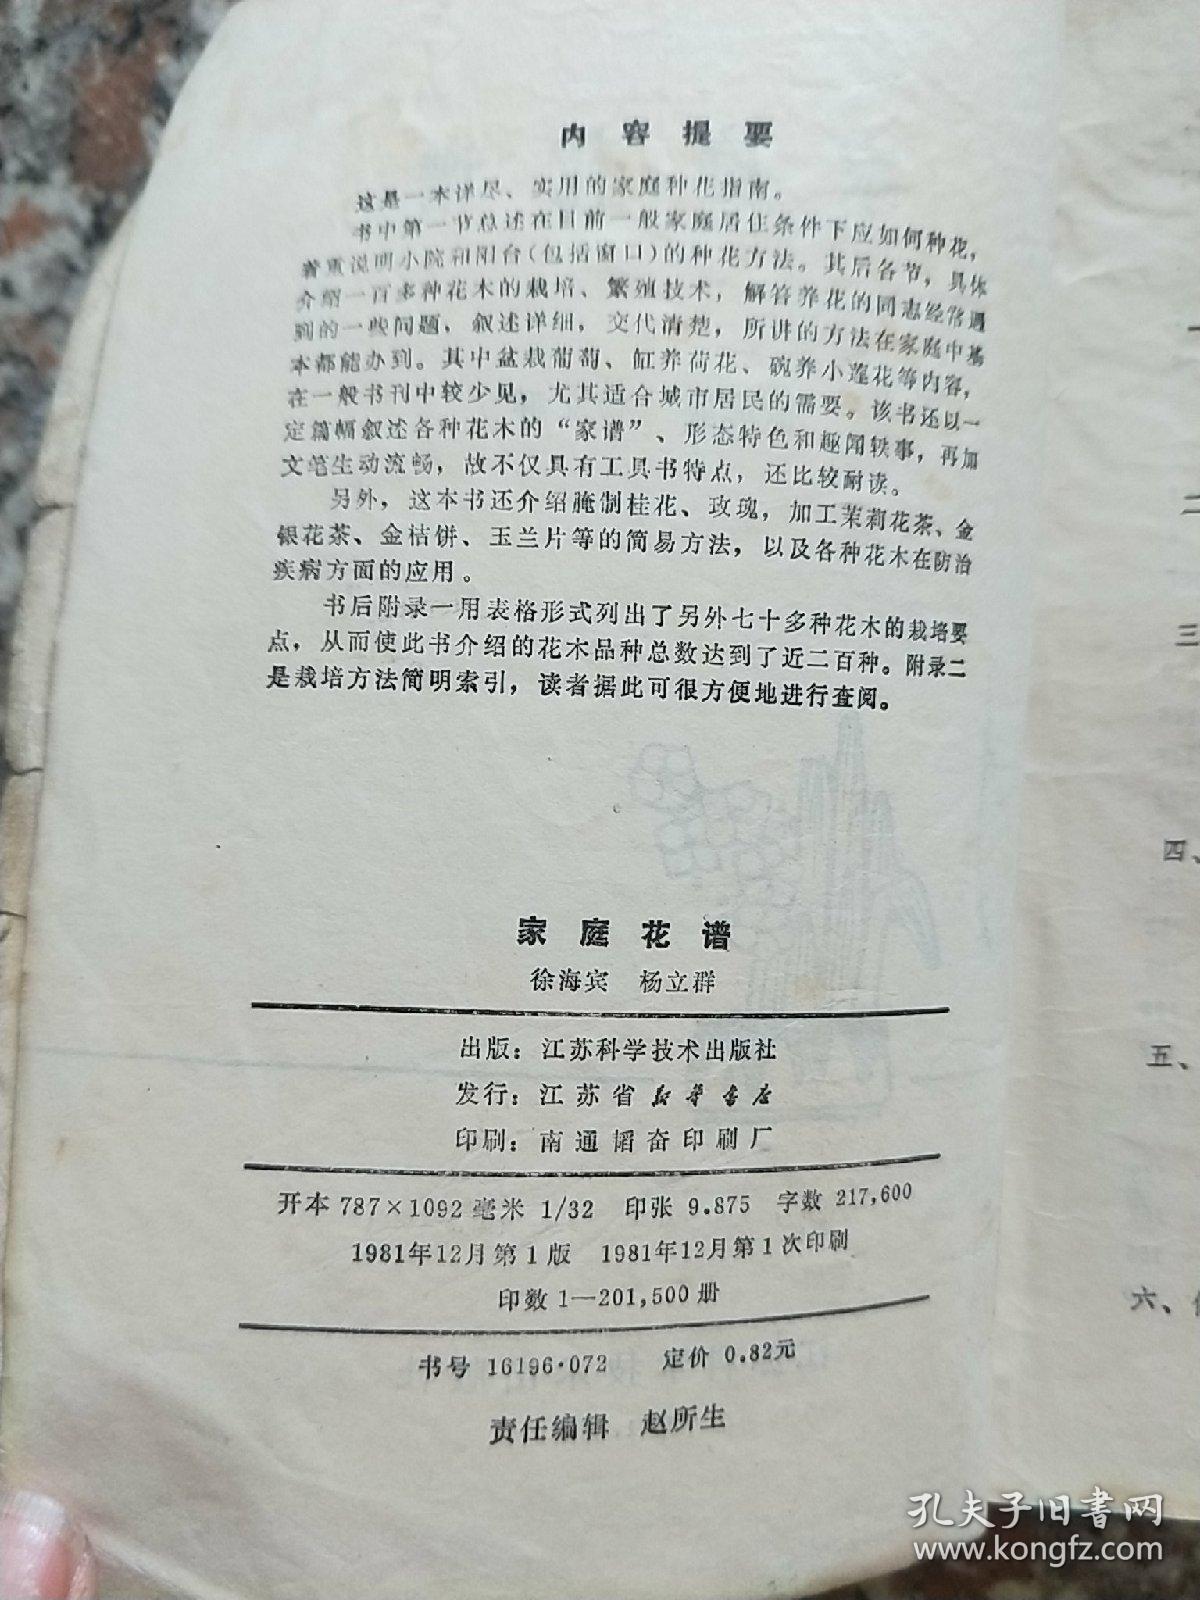 内容提要
这是一本详尽、实用的家庭种花指南。
书中第一节总述在目前一般家庭居住条件下应如何种花，
着重说明小院和阳台（包括窗口）的种花方法。其后各节，具体
介绍一百多种花木的栽培、繁殖技术，解答养花的同志经常遇
到的一些问题，叙述详细，交代清楚，所讲的方法在家庭中基
本都能办到。其中盆栽葡萄、缸养荷花、碗养小莲花等内容，
在一般书刊中较少见，尤其适合城市居民的需要。该书还以一
定篇幅叙述各种花木的“家谱”、形态特色和趣闻轶事，再加
文笔生动流畅，故不仅具有工具书特点，还比较耐读。
另外，这本书还介绍腌制桂花、玫瑰，加工茉莉花茶、金
银花茶、金桔饼、玉兰片等的简易方法，以及各种花木在防治
疾病方面的应用。
书后附录一用表格形式列出了另外七十多种花木的栽培要
点，从而使此书介绍的花木品种总数达到了近二百种。附录二
是栽培方法简明索引，读者据此可很方便地进行查阅。
家庭花谱
徐海宾 杨立群
出版：江苏科学技术出版社
发行：江苏省新华书店
印刷：南通韬奋印刷厂
开本 787×1092 毫米 1/32 印张 9.875 字数 217,600
1981年12月第1版 1981年12月第1次印刷
印数 1—201,500 册
书号 16196·072 定价 0.82元
责任编辑 赵所生
一
二
三
四、
五、
六、
孔夫子旧书网
www.kongfz.com